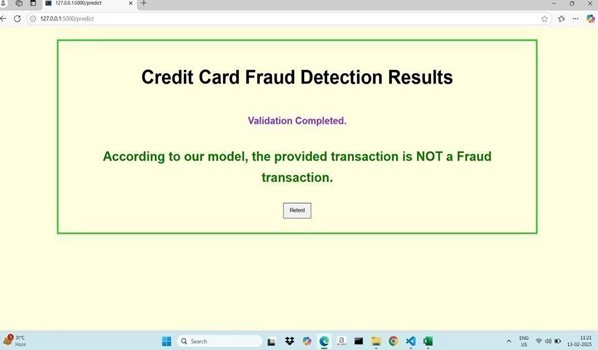 127.0.0.1:5000/predict
127.0.0.1:5000/predict
Credit Card Fraud Detection Results
Validation Completed.
According to our model, the provided transaction is NOT a Fraud
transaction.
Retest
31°C
Haze
Search
ENG
US
11:21
13-02-2025